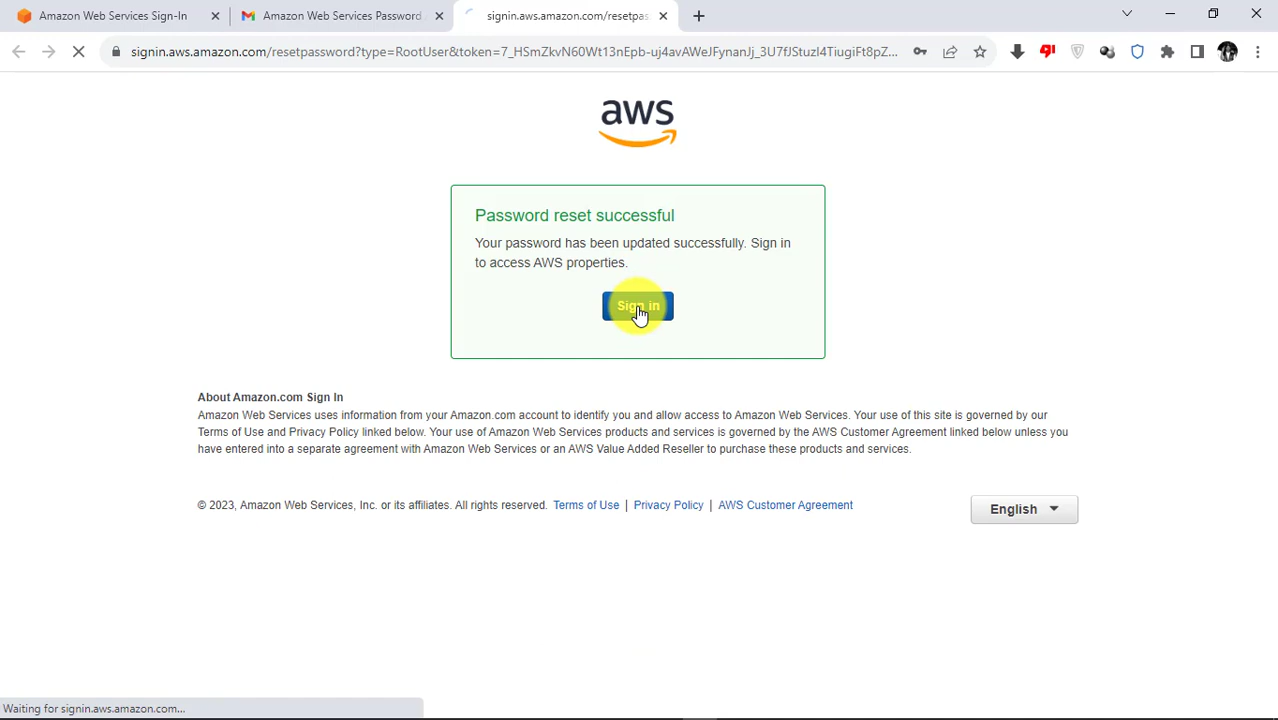 Amazon Web Services Sign-In
Amazon Web Services Password
signin.aws.amazon.com/resetpas
signin.aws.amazon.com/resetpassword?type=RootUser&token=7_HSmZkvN60Wt13nEpb-uj4avAWeJFynanJj_3U7fJStuzI4TiugiFt8pZ...
aws
Password reset successful
Your password has been updated successfully. Sign in
to access AWS properties.
Sign in
About Amazon.com Sign In
Amazon Web Services uses information from your Amazon.com account to identify you and allow access to Amazon Web Services. Your use of this site is governed by our
Terms of Use and Privacy Policy linked below. Your use of Amazon Web Services products and services is governed by the AWS Customer Agreement linked below unless you
have entered into a separate agreement with Amazon Web Services or an AWS Value Added Reseller to purchase these products and services.
© 2023, Amazon Web Services, Inc. or its affiliates. All rights reserved. Terms of Use | Privacy Policy | AWS Customer Agreement
English
Waiting for signin.aws.amazon.com...